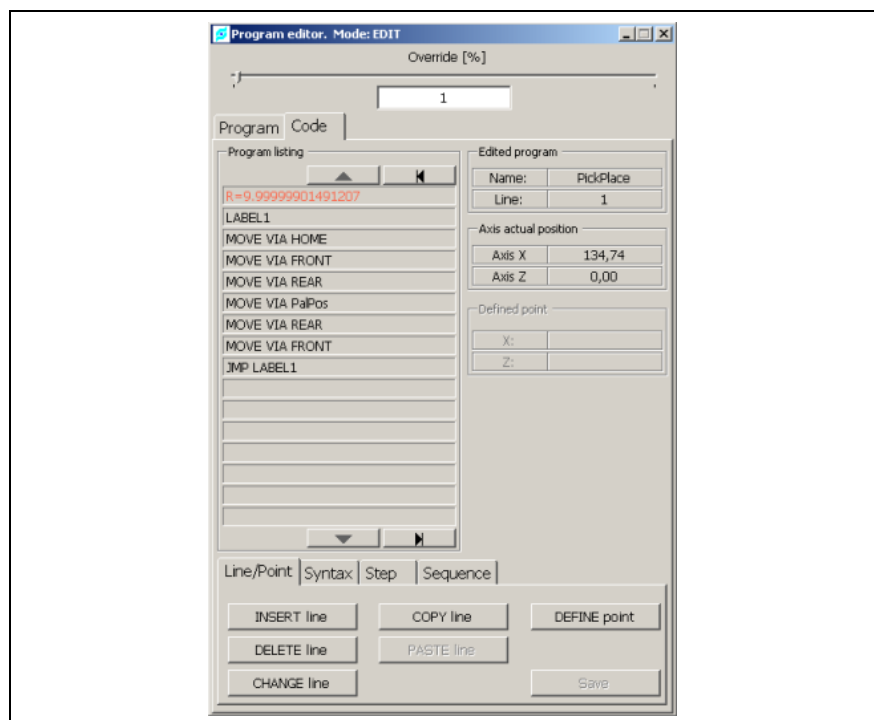 Program editor. Mode: EDIT
Override [%]
1
Program Code
Program listing
R=9.99999901491207
LABEL1
MOVE VIA HOME
MOVE VIA FRONT
MOVE VIA REAR
MOVE VIA PalPos
MOVE VIA REAR
MOVE VIA FRONT
JMP LABEL1
Edited program
Name: PickPlace
Line: 1
Axis actual position
Axis X 134,74
Axis Z 0,00
Defined point
X:
Z:
Line/Point Syntax Step Sequence
INSERT line COPY line DEFINE point
DELETE line PASTE line
CHANGE line Save